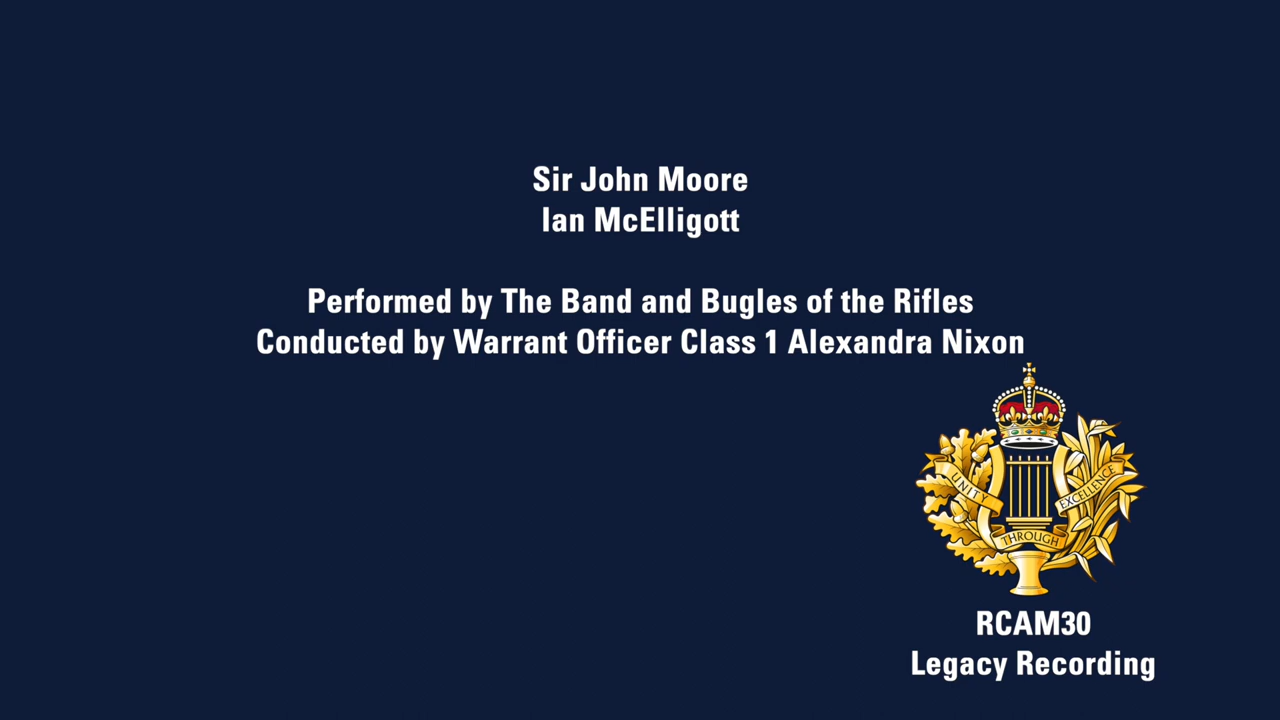 Sir John Moore
Ian McElligott
Performed by The Band and Bugles of the Rifles
Conducted by Warrant Officer Class 1 Alexandra Nixon
UNITY
THROUGH
EXCELLENCE
RCAM30
Legacy Recording